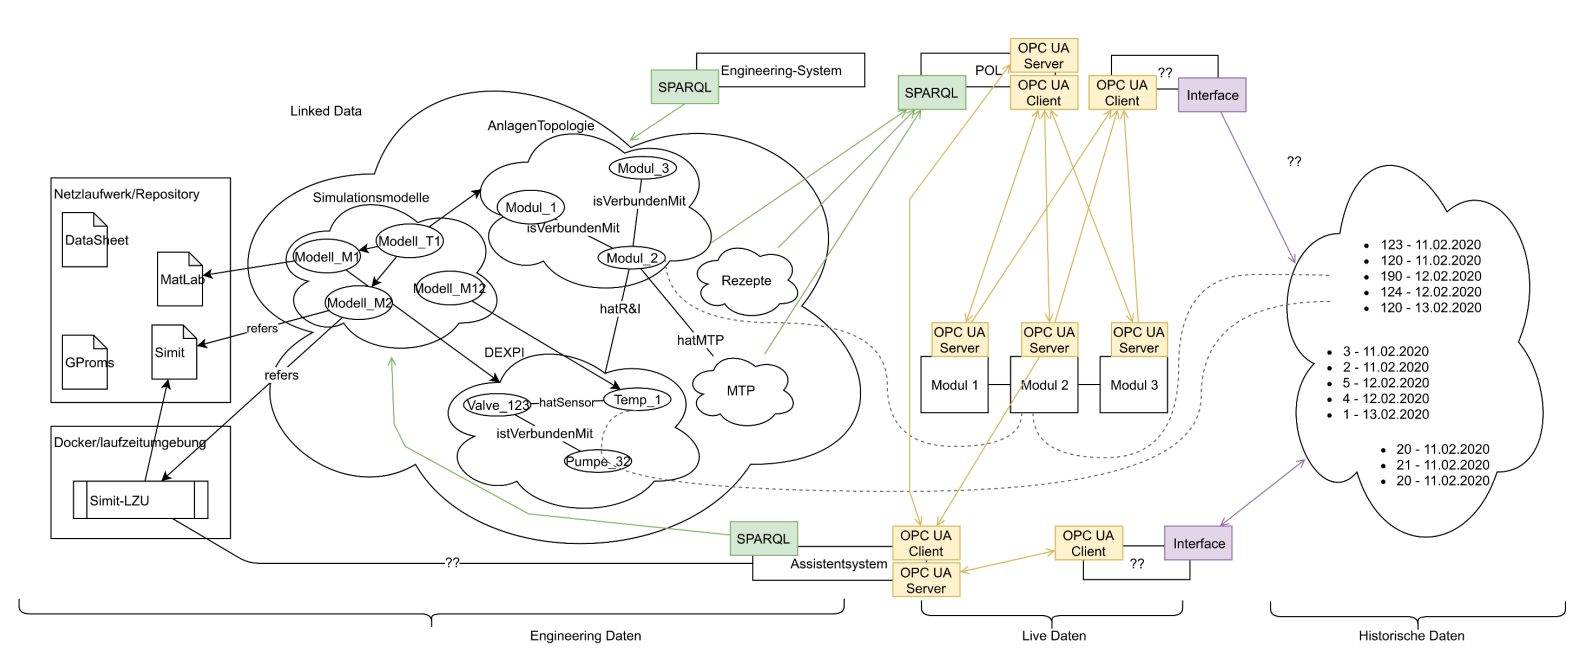 Engineering-System
SPARQL
Linked Data
AnlagenTopologie
Modul_3
isVerbundenMit
Modul_1
isVerbundenMit
Modul_2
Simulationsmodelle
Modell_T1
Modell_M1
Modell_M2
Modell_M12
Netzlaufwerk/Repository
DataSheet
MatLab
GProms
Simit
refers
refers
hatR&I
hatMTP
Rezepte
MTP
DEXPI
Valve_123
hatSensor
Temp_1
istVerbundenMit
Pumpe_32
Docker/laufzeitumgebung
Simit-LZU
??
SPARQL
Assistentsystem
OPC UA
Client
OPC UA
Server
OPC UA
Client
??
Interface
SPARQL
POL
OPC UA
Server
OPC UA
Client
OPC UA
Client
??
Interface
??
OPC UA
Server
OPC UA
Server
OPC UA
Server
Modul 1
Modul 2
Modul 3
123 - 11.02.2020
120 - 11.02.2020
190 - 12.02.2020
124 - 12.02.2020
120 - 13.02.2020
3 - 11.02.2020
2 - 11.02.2020
5 - 12.02.2020
4 - 12.02.2020
1 - 13.02.2020
20 - 11.02.2020
21 - 11.02.2020
20 - 11.02.2020
Engineering Daten
Live Daten
Historische Daten